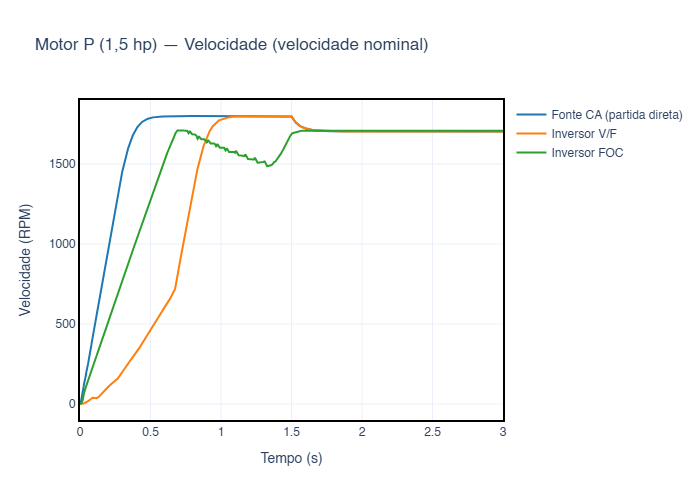 Motor P (1,5 hp) — Velocidade (velocidade nominal)
Fonte CA (partida direta)
Inversor V/F
Inversor FOC
Velocidade (RPM)
1500
1000
500
0
0
0.5
1
1.5
2
2.5
3
Tempo (s)